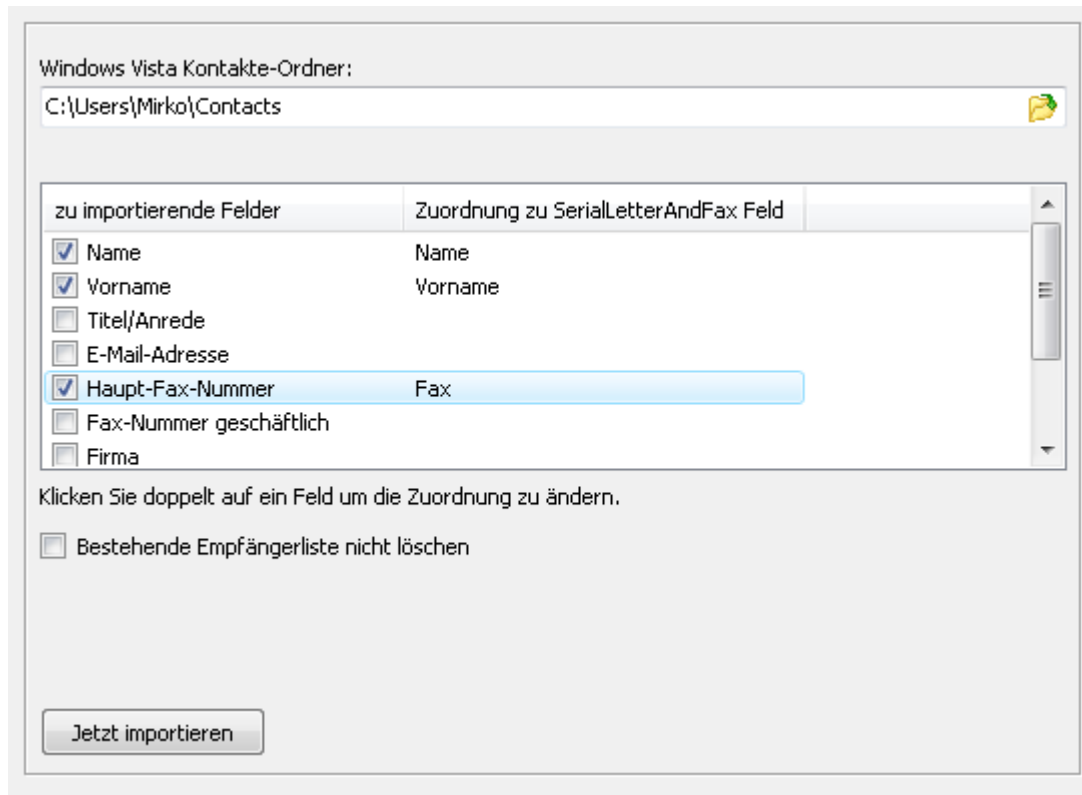 Windows Vista Kontakte-Ordner:
C:\Users\Mirko\Contacts
zu importierende Felder Zuordnung zu SerialLetterAndFax Feld
Name Name
Vorname Vorname
Titel/Anrede
E-Mail-Adresse
Haupt-Fax-Nummer Fax
Fax-Nummer geschäftlich
Firma
Klicken Sie doppelt auf ein Feld um die Zuordnung zu ändern.
Bestehende Empfängerliste nicht löschen
Jetzt importieren